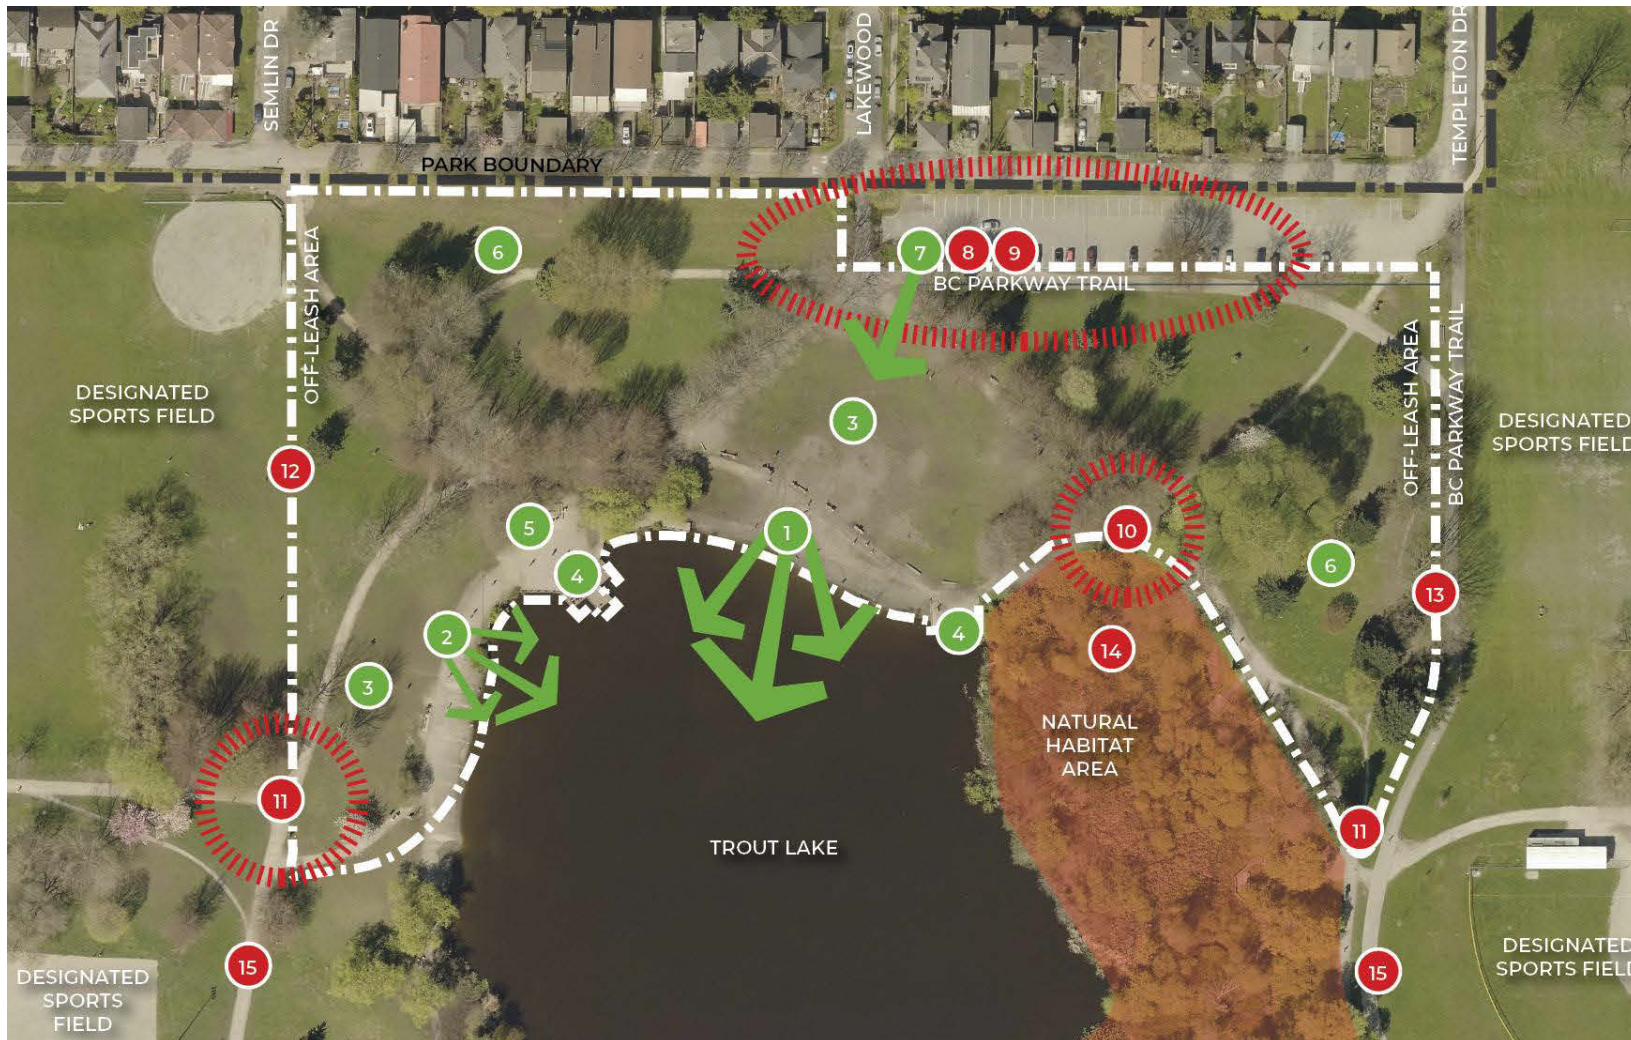 SEMLIN DR
LAKEWOOD
TEMPLETON DR
PARK BOUNDARY
OFF-LEASH AREA
6
7
8
9
BC PARKWAY TRAIL
DESIGNATED
SPORTS FIELD
3
OFF-LEASH AREA
BC PARKWAY TRAIL
DESIGNATED
SPORTS FIELD
12
5
1
10
4
6
13
2
4
14
3
NATURAL
HABITAT
AREA
11
11
TROUT LAKE
15
15
DESIGNATED
SPORTS
FIELD
DESIGNATED
SPORTS FIELD